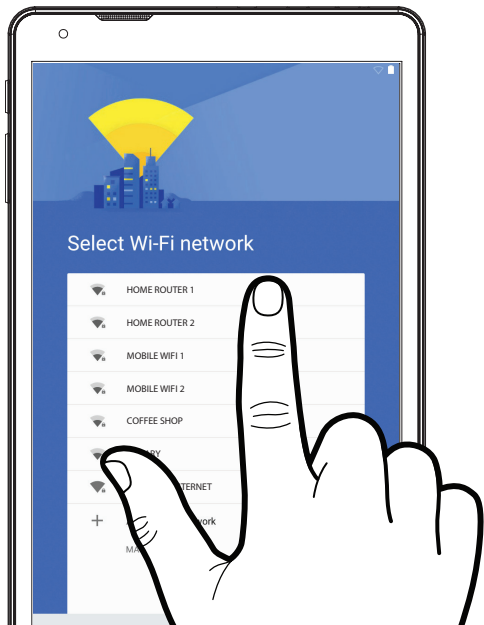 Select Wi-Fi network
HOME ROUTER 1
HOME ROUTER 2
MOBILE WIFI 1
MOBILE WIFI 2
COFFEE SHOP